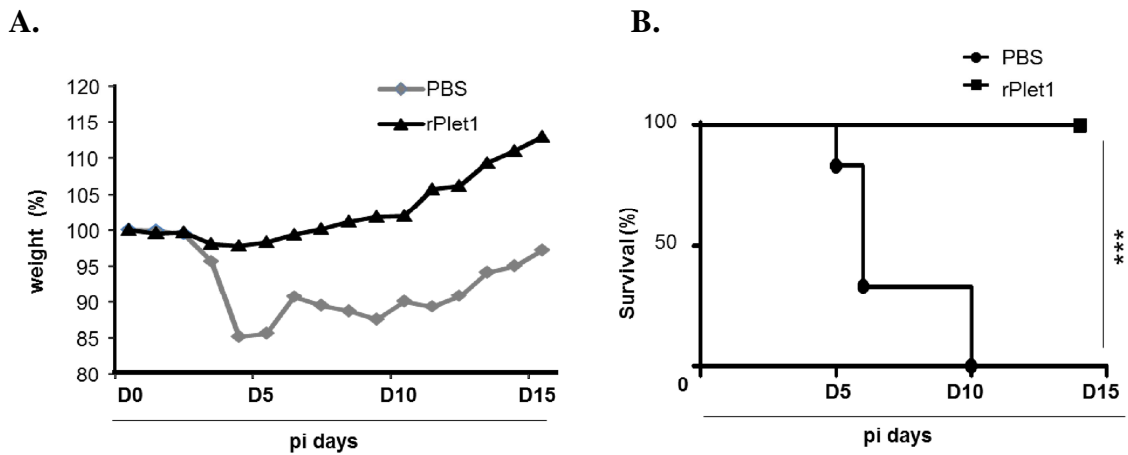 A.
PBS
rPlet1
120
115
110
105
100
95
90
85
80
weight (%)
D0 D5 D10 D15
pi days
B.
PBS
rPlet1
100
50
0
Survival (%)
D5 D10 D15
pi days
***